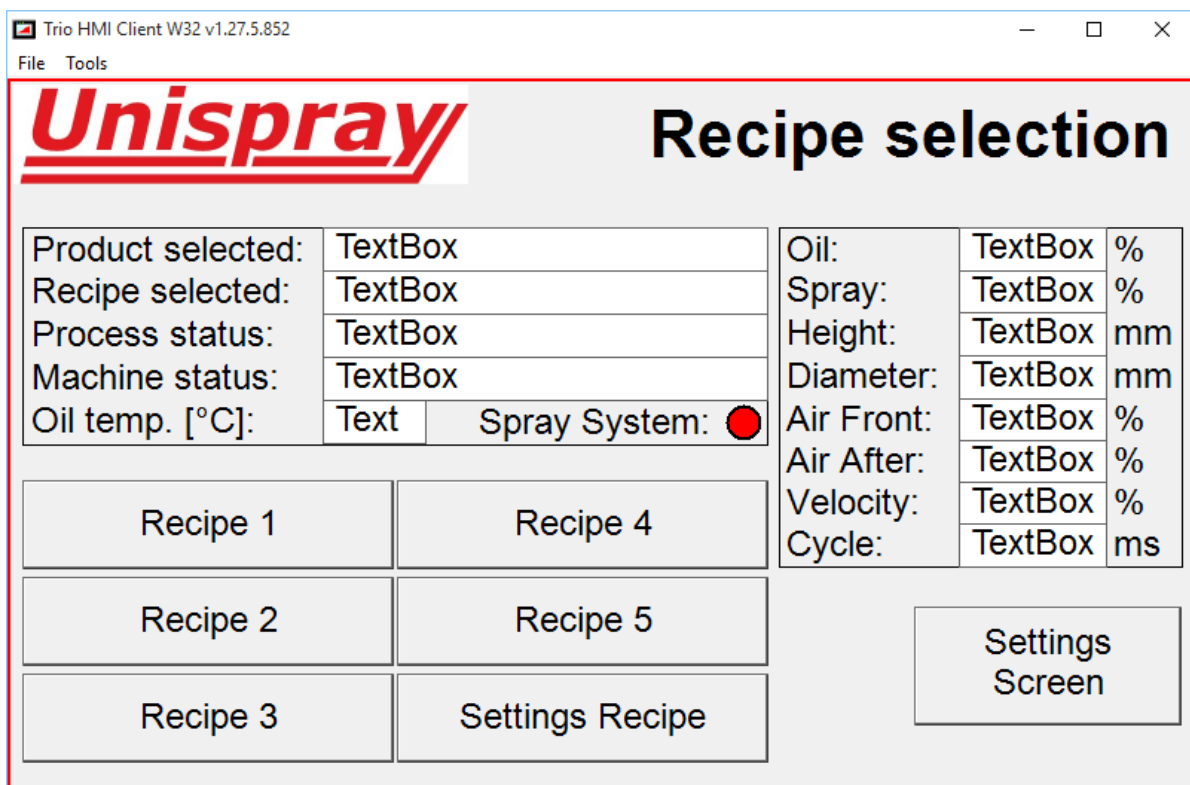 Trio HMI Client W32 v1.27.5.852
File Tools
Unispray
Recipe selection
Product selected: TextBox
Recipe selected: TextBox
Process status: TextBox
Machine status: TextBox
Oil temp. [°C]: Text Spray System:
Oil: TextBox %
Spray: TextBox %
Height: TextBox mm
Diameter: TextBox mm
Air Front: TextBox %
Air After: TextBox %
Velocity: TextBox %
Cycle: TextBox ms
Recipe 1 Recipe 4
Recipe 2 Recipe 5
Recipe 3 Settings Recipe
Settings
Screen